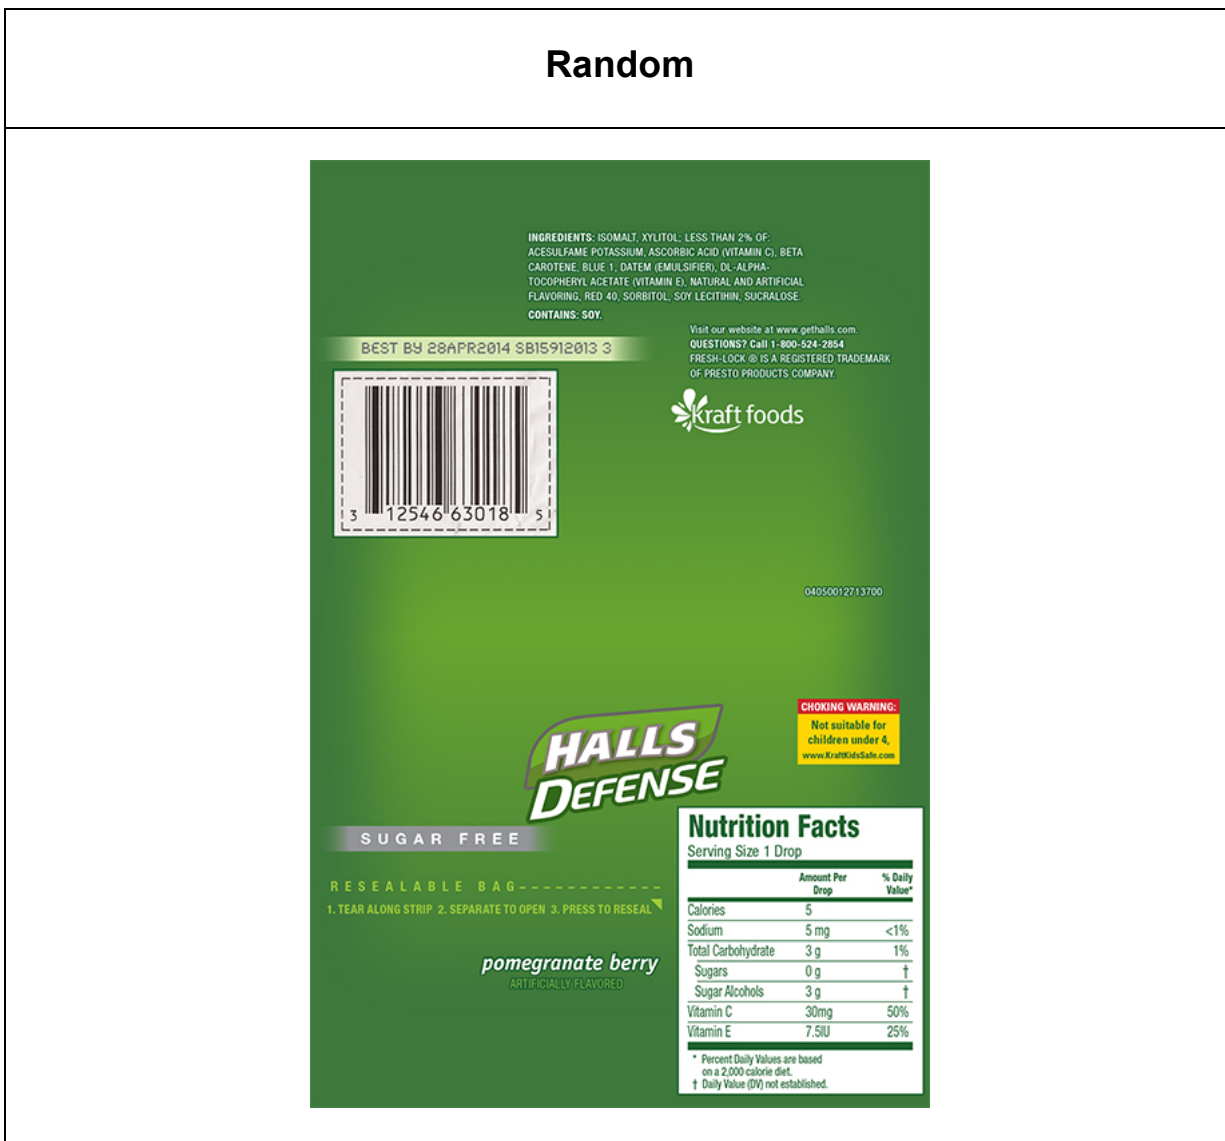 Random
INGREDIENTS: ISOMALT, XYLITOL; LESS THAN 2% OF:
ACESULFAME POTASSIUM, ASCORBIC ACID (VITAMIN C), BETA
CAROTENE, BLUE 1, DATEM (EMULSIFIER), DL-ALPHA-
TOCOPHERYL ACETATE (VITAMIN E), NATURAL AND ARTIFICIAL
FLAVORING, RED 40, SORBITOL, SOY LECITIHIN, SUCRALOSE.
CONTAINS: SOY.
Visit our website at www.gethalls.com.
QUESTIONS? Call 1-800-524-2854
FRESH-LOCK ® IS A REGISTERED TRADEMARK
OF PRESTO PRODUCTS COMPANY.
BEST BY 28APR2014 SB15912013 3
kraft foods
3 12546 63018 5
04050012713700
CHOKING WARNING:
Not suitable for
children under 4,
www.KraftKidsSafe.com
HALLS
DEFENSE
SUGAR FREE
RESEALABLE BAG------------
1. TEAR ALONG STRIP 2. SEPARATE TO OPEN 3. PRESS TO RESEAL
pomegranate berry
ARTIFICIALLY FLAVORED
Nutrition Facts
Serving Size 1 Drop
Amount Per Drop % Daily Value*
Calories 5
Sodium 5 mg <1%
Total Carbohydrate 3 g 1%
Sugars 0 g †
Sugar Alcohols 3 g †
Vitamin C 30mg 50%
Vitamin E 7.5IU 25%
* Percent Daily Values are based
on a 2,000 calorie diet.
† Daily Value (DV) not established.